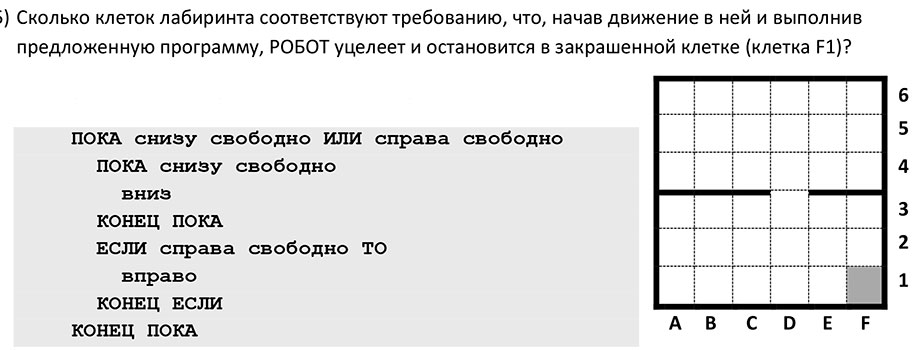 5) Сколько клеток лабиринта соответствуют требованию, что, начав движение в ней и выполнив
предложенную программу, РОБОТ уцелеет и остановится в закрашенной клетке (клетка F1)?
ПОКА снизу свободно ИЛИ справа свободно
ПОКА снизу свободно
вниз
КОНЕЦ ПОКА
ЕСЛИ справа свободно ТО
вправо
КОНЕЦ ЕСЛИ
КОНЕЦ ПОКА
6
5
4
3
2
1
A B C D E F